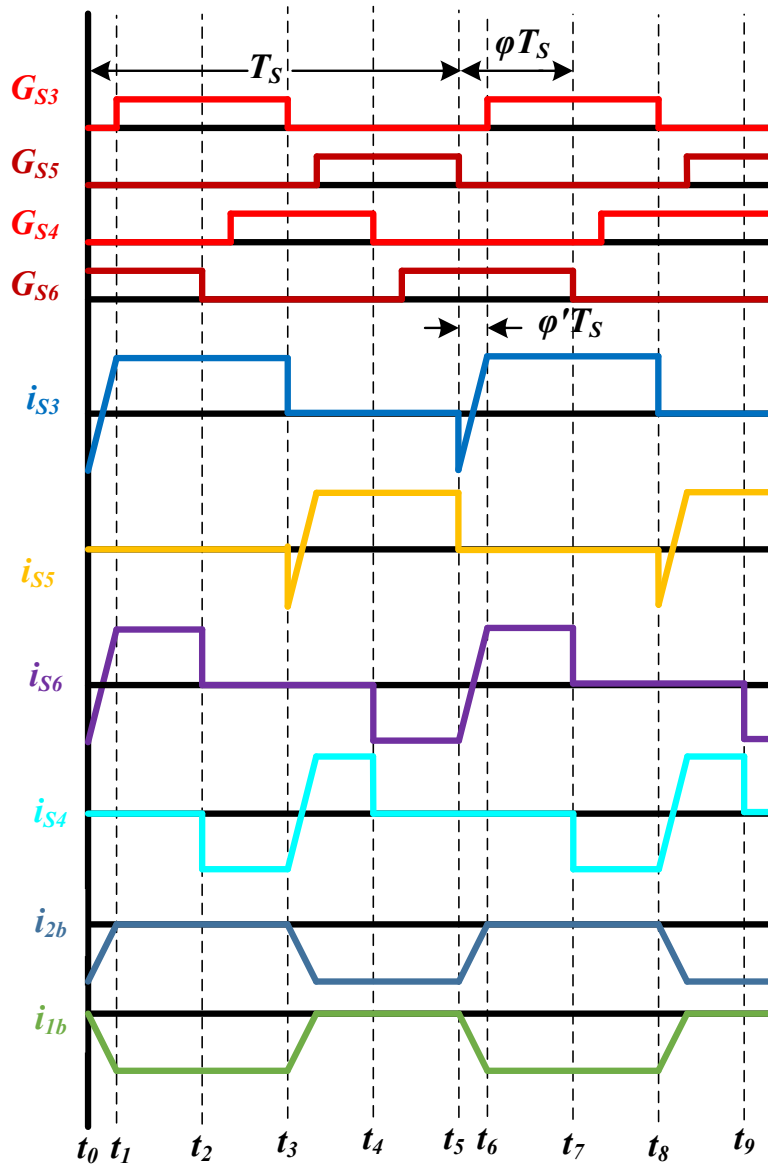 T_S φT_S
G_S3
G_S5
G_S4
G_S6
φ'T_S
i_S3
i_S5
i_S6
i_S4
i_2b
i_1b
t_0 t_1 t_2 t_3 t_4 t_5 t_6 t_7 t_8 t_9